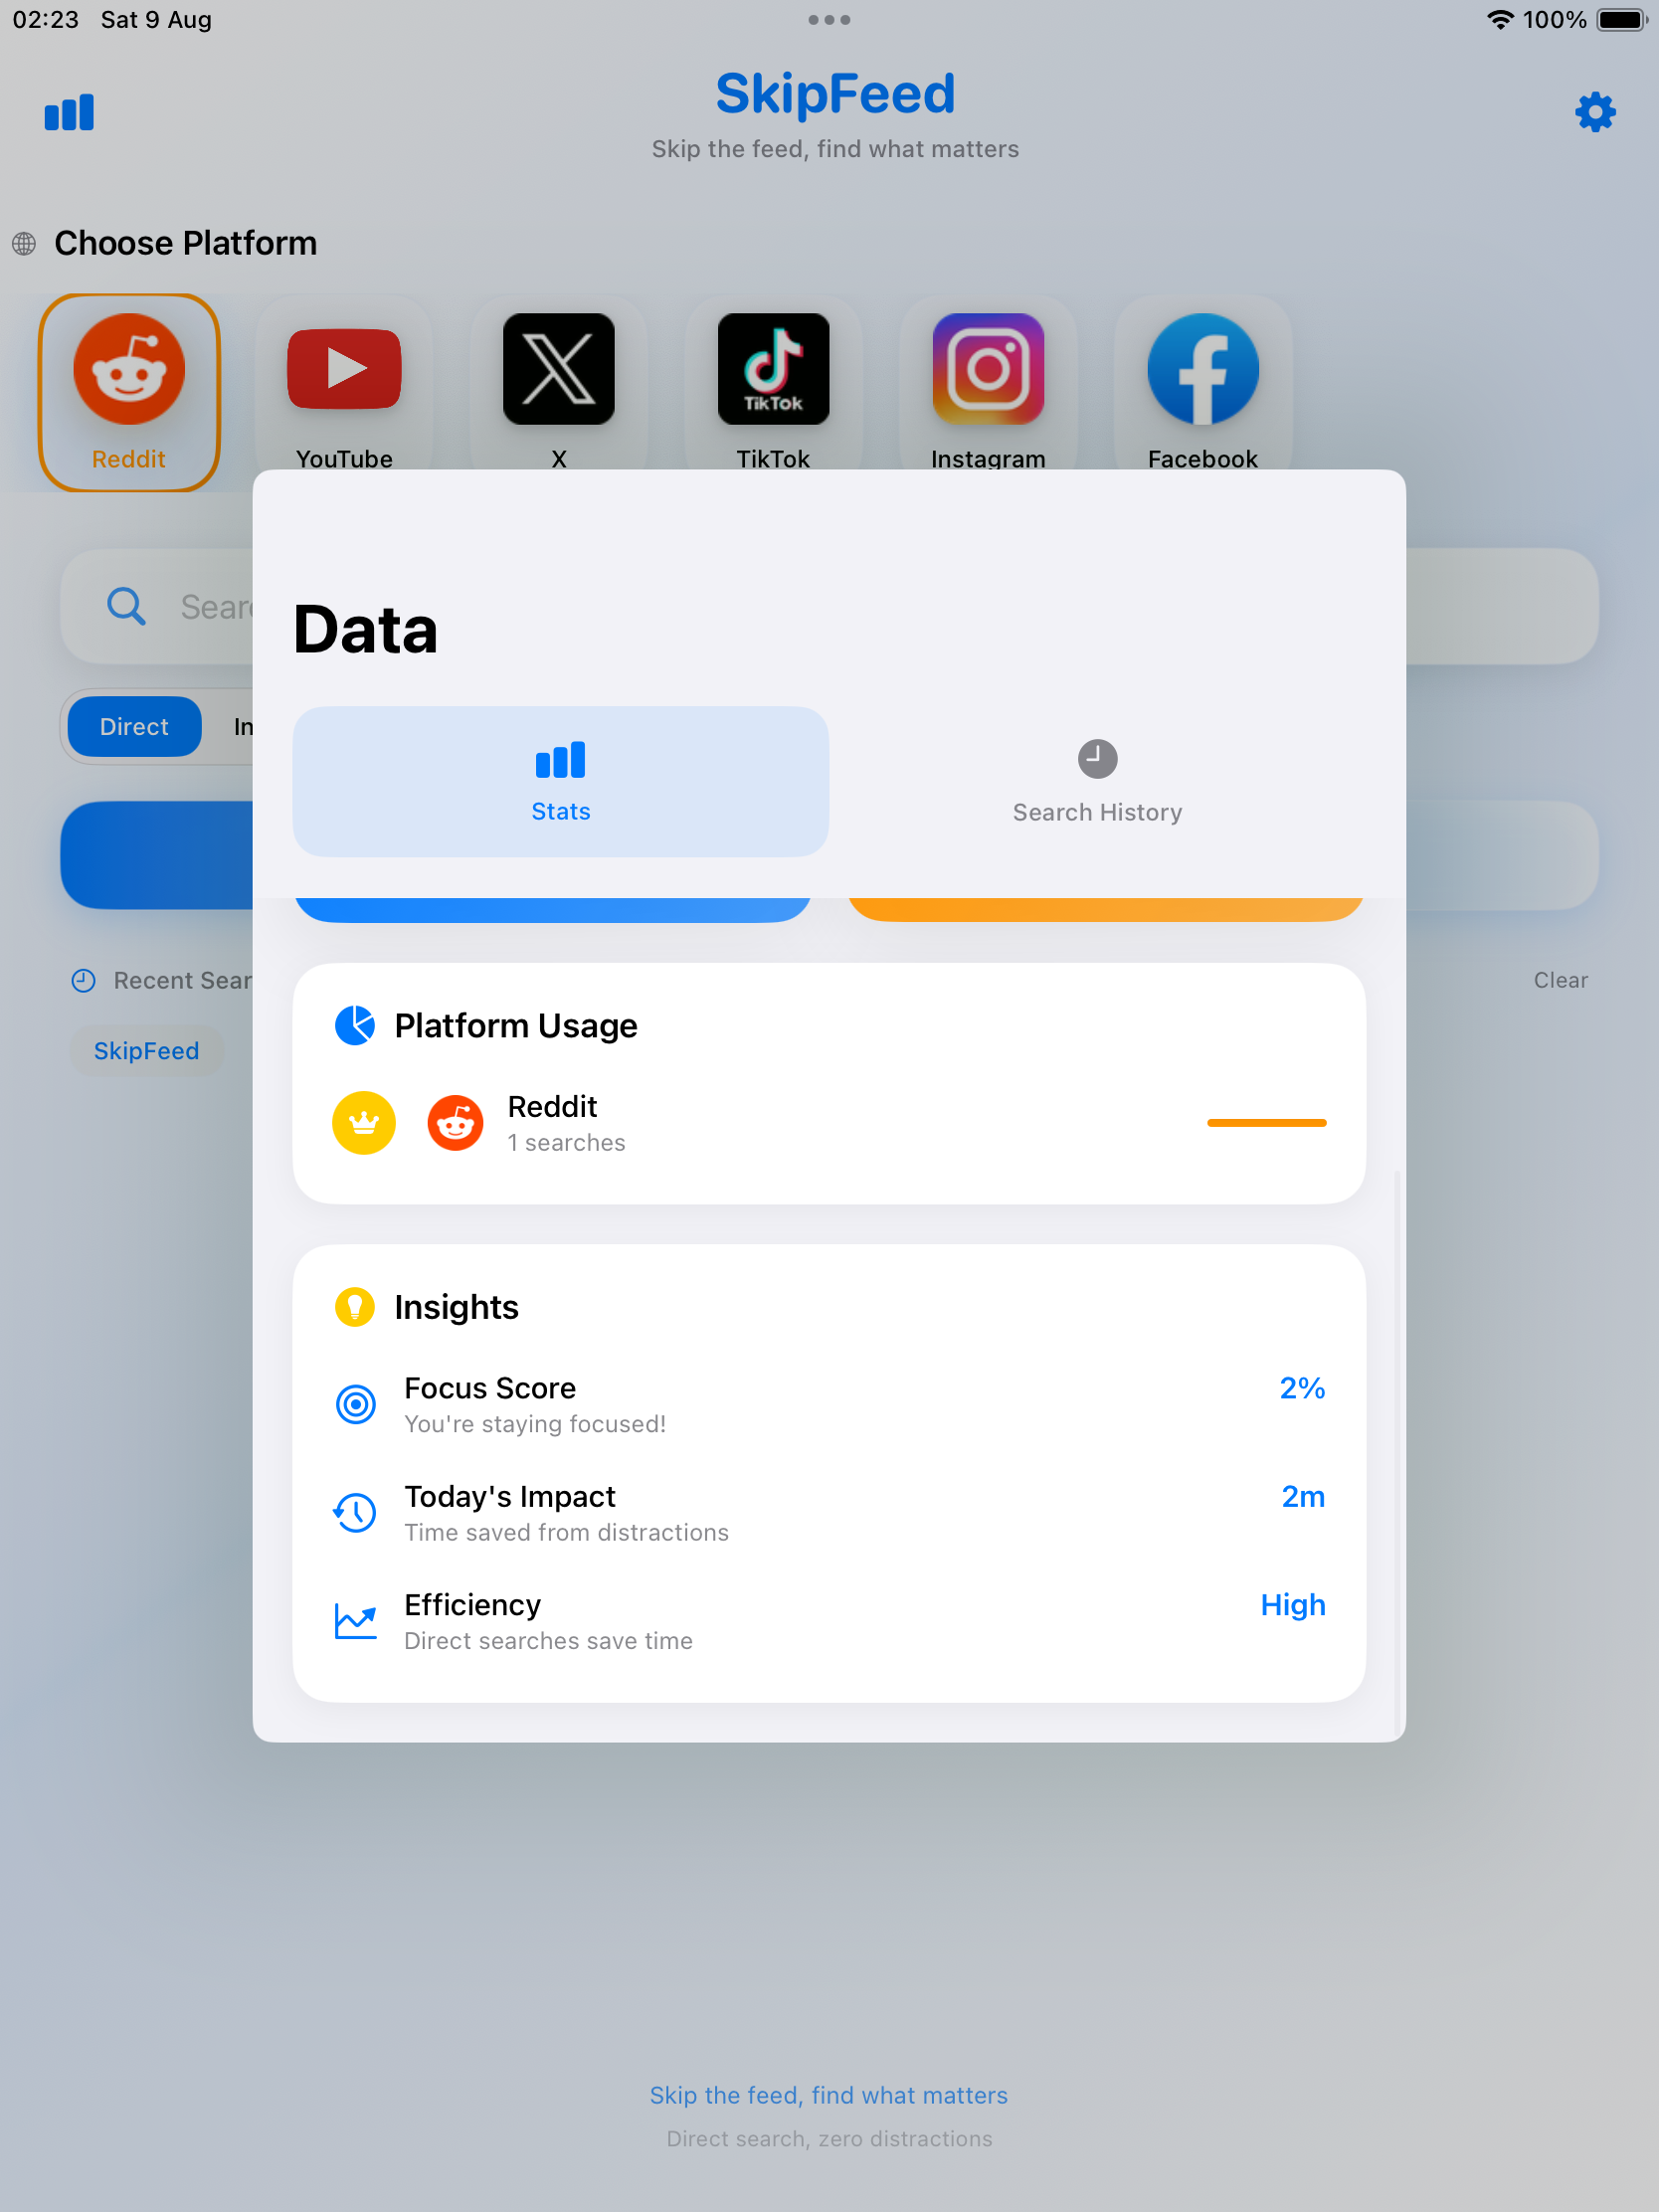 02:23 Sat 9 Aug
100%
SkipFeed
Skip the feed, find what matters
Choose Platform
TikTok
Reddit YouTube X TikTok Instagram Facebook
Data
Direct
Stats
Search History
Recent
Clear
SkipFeed
Platform Usage
Reddit
1 searches
Insights
Focus Score 2%
You're staying focused!
Today's Impact 2m
Time saved from distractions
Efficiency High
Direct searches save time
Skip the feed, find what matters
Direct search, zero distractions